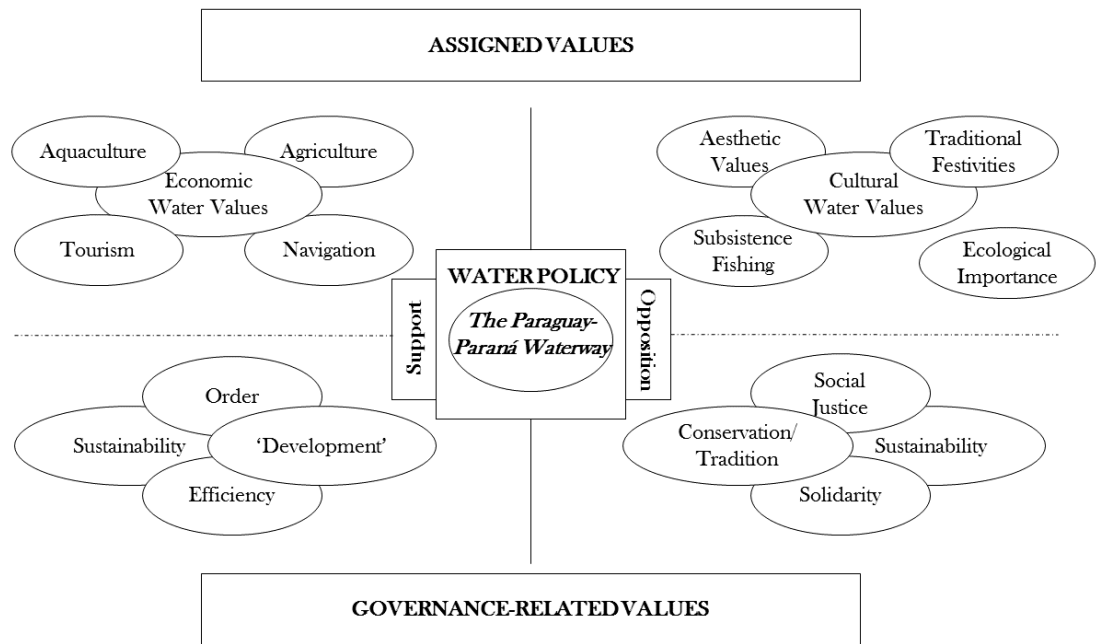 ASSIGNED VALUES
Aquaculture
Agriculture
Economic
Water Values
Tourism
Navigation
Aesthetic
Values
Traditional
Festivities
Cultural
Water Values
Subsistence
Fishing
Ecological
Importance
WATER POLICY
Support
The Paraguay-
Paraná Waterway
Opposition
Order
Sustainability
‘Development’
Efficiency
Social
Justice
Conservation/
Tradition
Sustainability
Solidarity
GOVERNANCE-RELATED VALUES